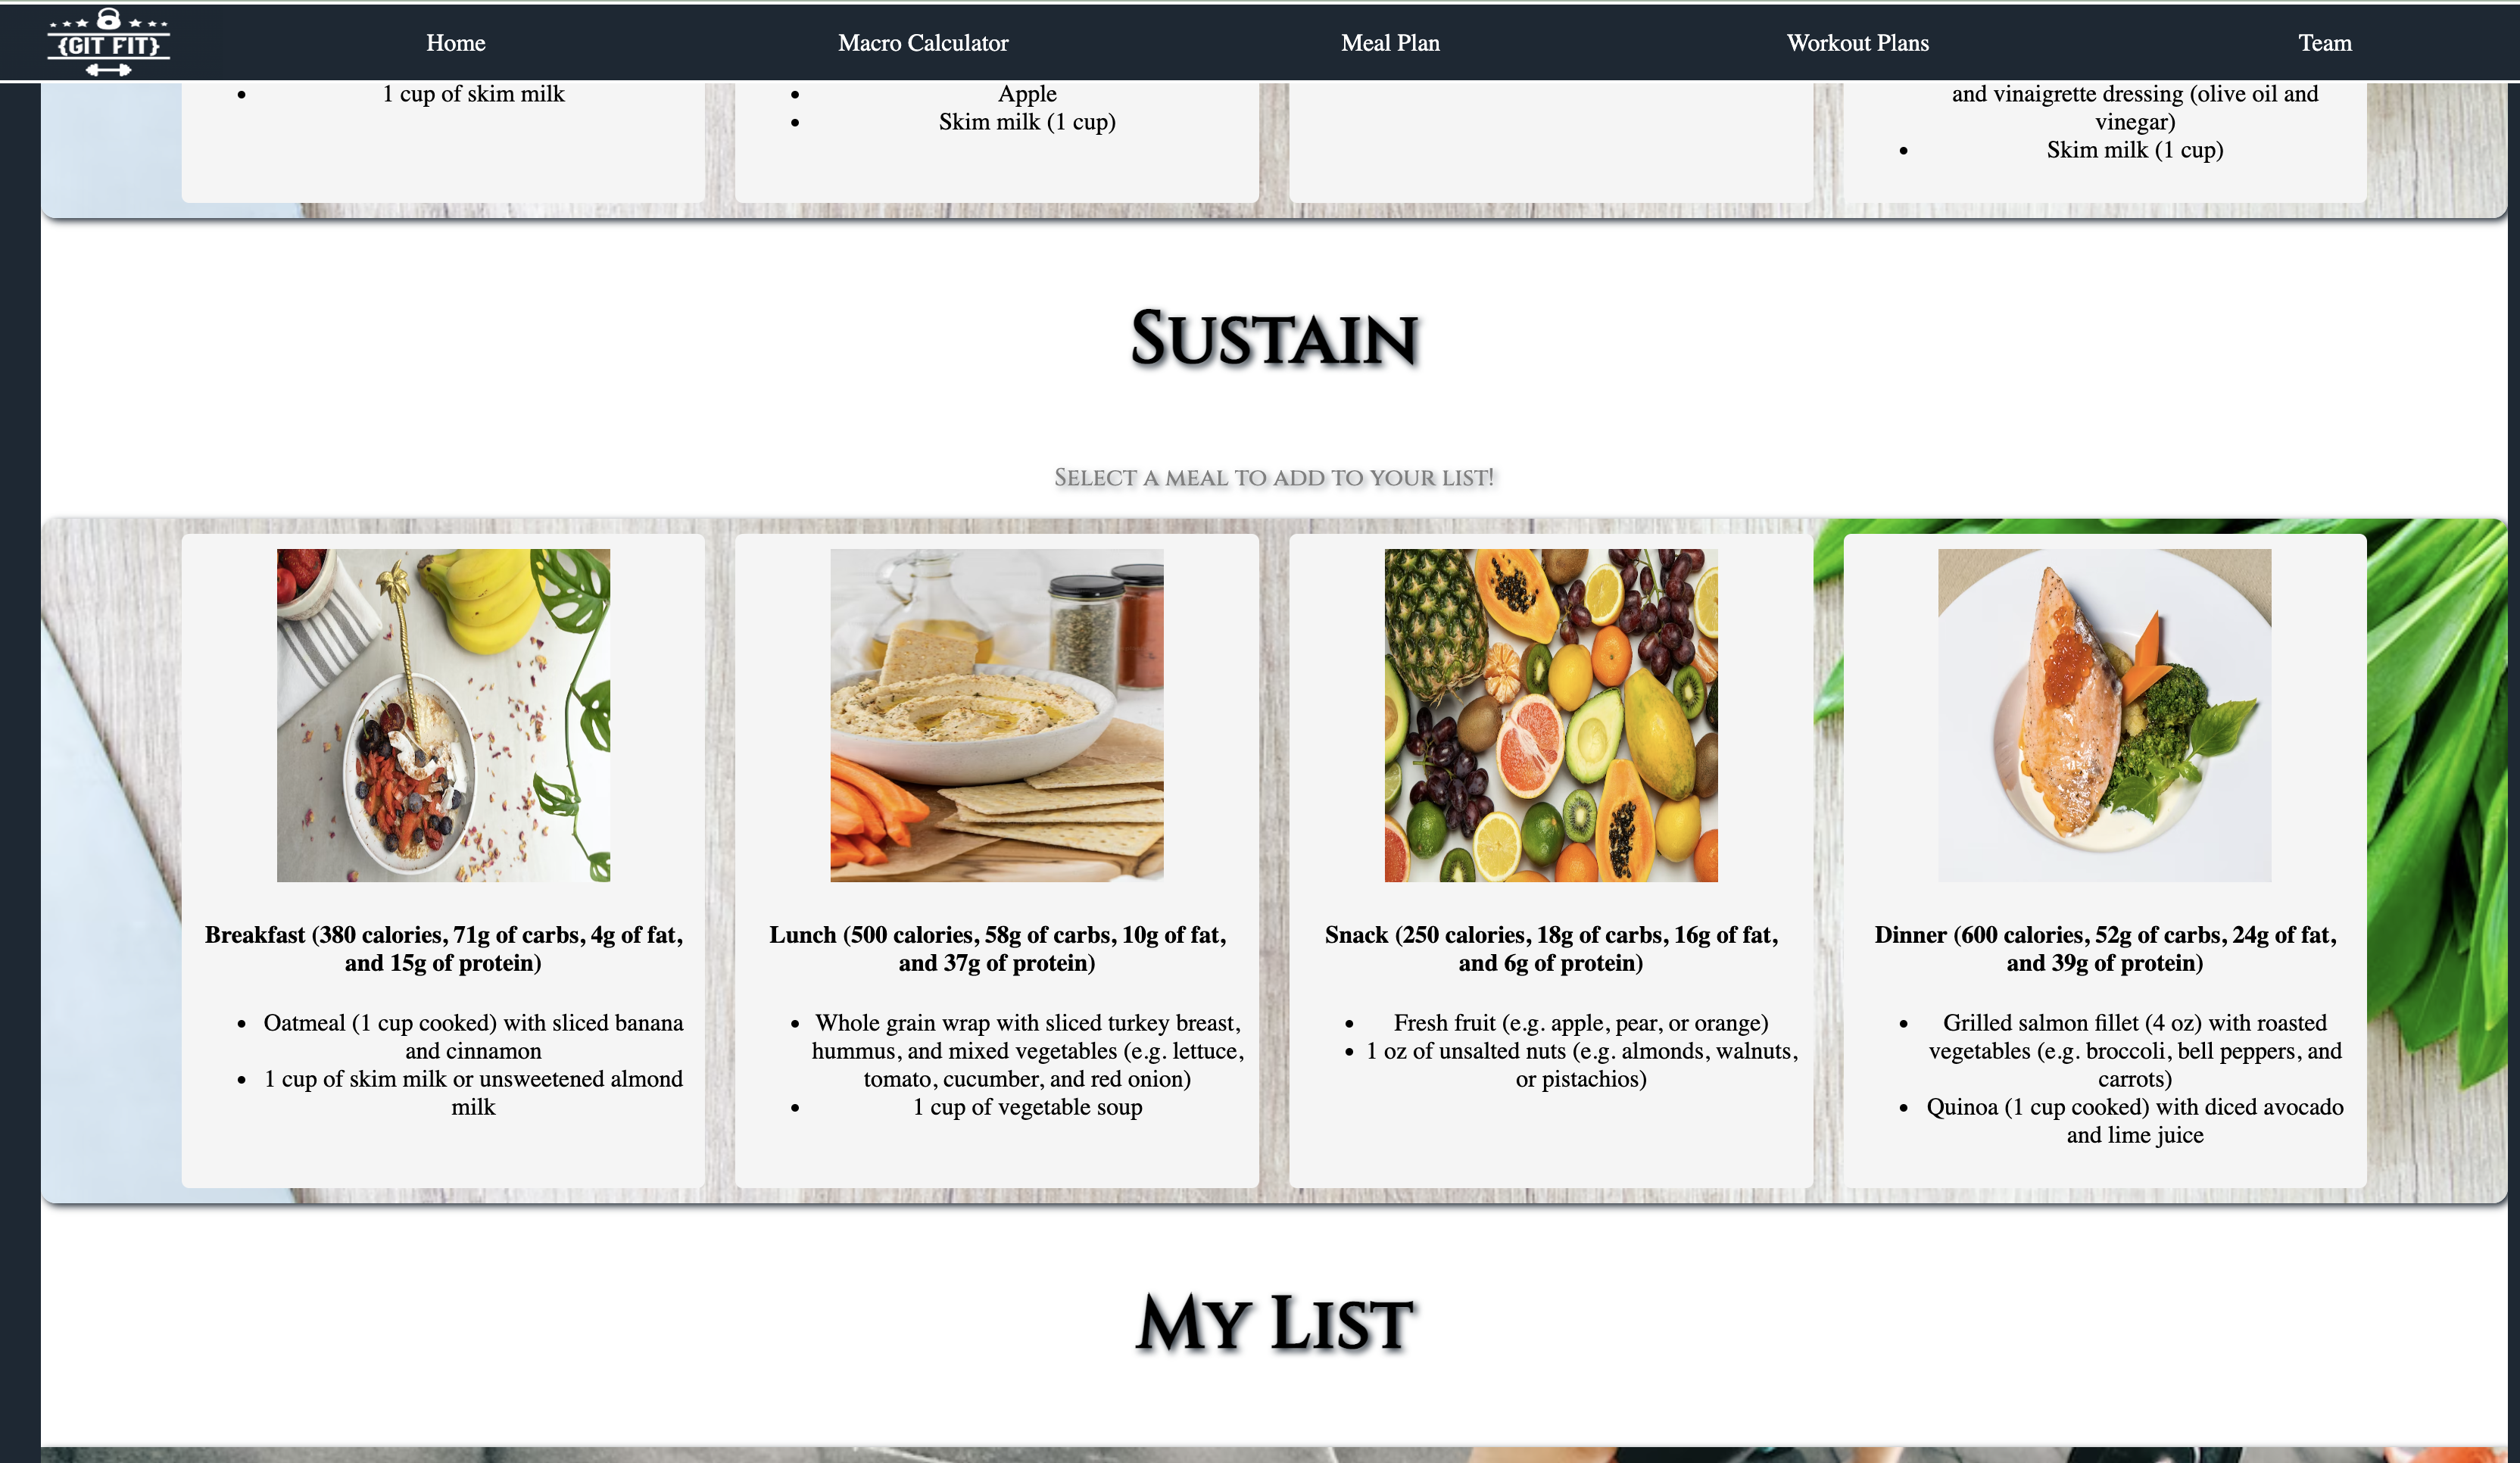 {GIT FIT}
Home
Macro Calculator
Meal Plan
Workout Plans
Team
• 1 cup of skim milk
• Apple
• Skim milk (1 cup)
and vinaigrette dressing (olive oil and
vinegar)
• Skim milk (1 cup)
Sustain
Select a meal to add to your list!
Breakfast (380 calories, 71g of carbs, 4g of fat,
and 15g of protein)
• Oatmeal (1 cup cooked) with sliced banana
and cinnamon
• 1 cup of skim milk or unsweetened almond
milk
Lunch (500 calories, 58g of carbs, 10g of fat,
and 37g of protein)
• Whole grain wrap with sliced turkey breast,
hummus, and mixed vegetables (e.g. lettuce,
tomato, cucumber, and red onion)
• 1 cup of vegetable soup
Snack (250 calories, 18g of carbs, 16g of fat,
and 6g of protein)
• Fresh fruit (e.g. apple, pear, or orange)
• 1 oz of unsalted nuts (e.g. almonds, walnuts,
or pistachios)
Dinner (600 calories, 52g of carbs, 24g of fat,
and 39g of protein)
• Grilled salmon fillet (4 oz) with roasted
vegetables (e.g. broccoli, bell peppers, and
carrots)
• Quinoa (1 cup cooked) with diced avocado
and lime juice
My List